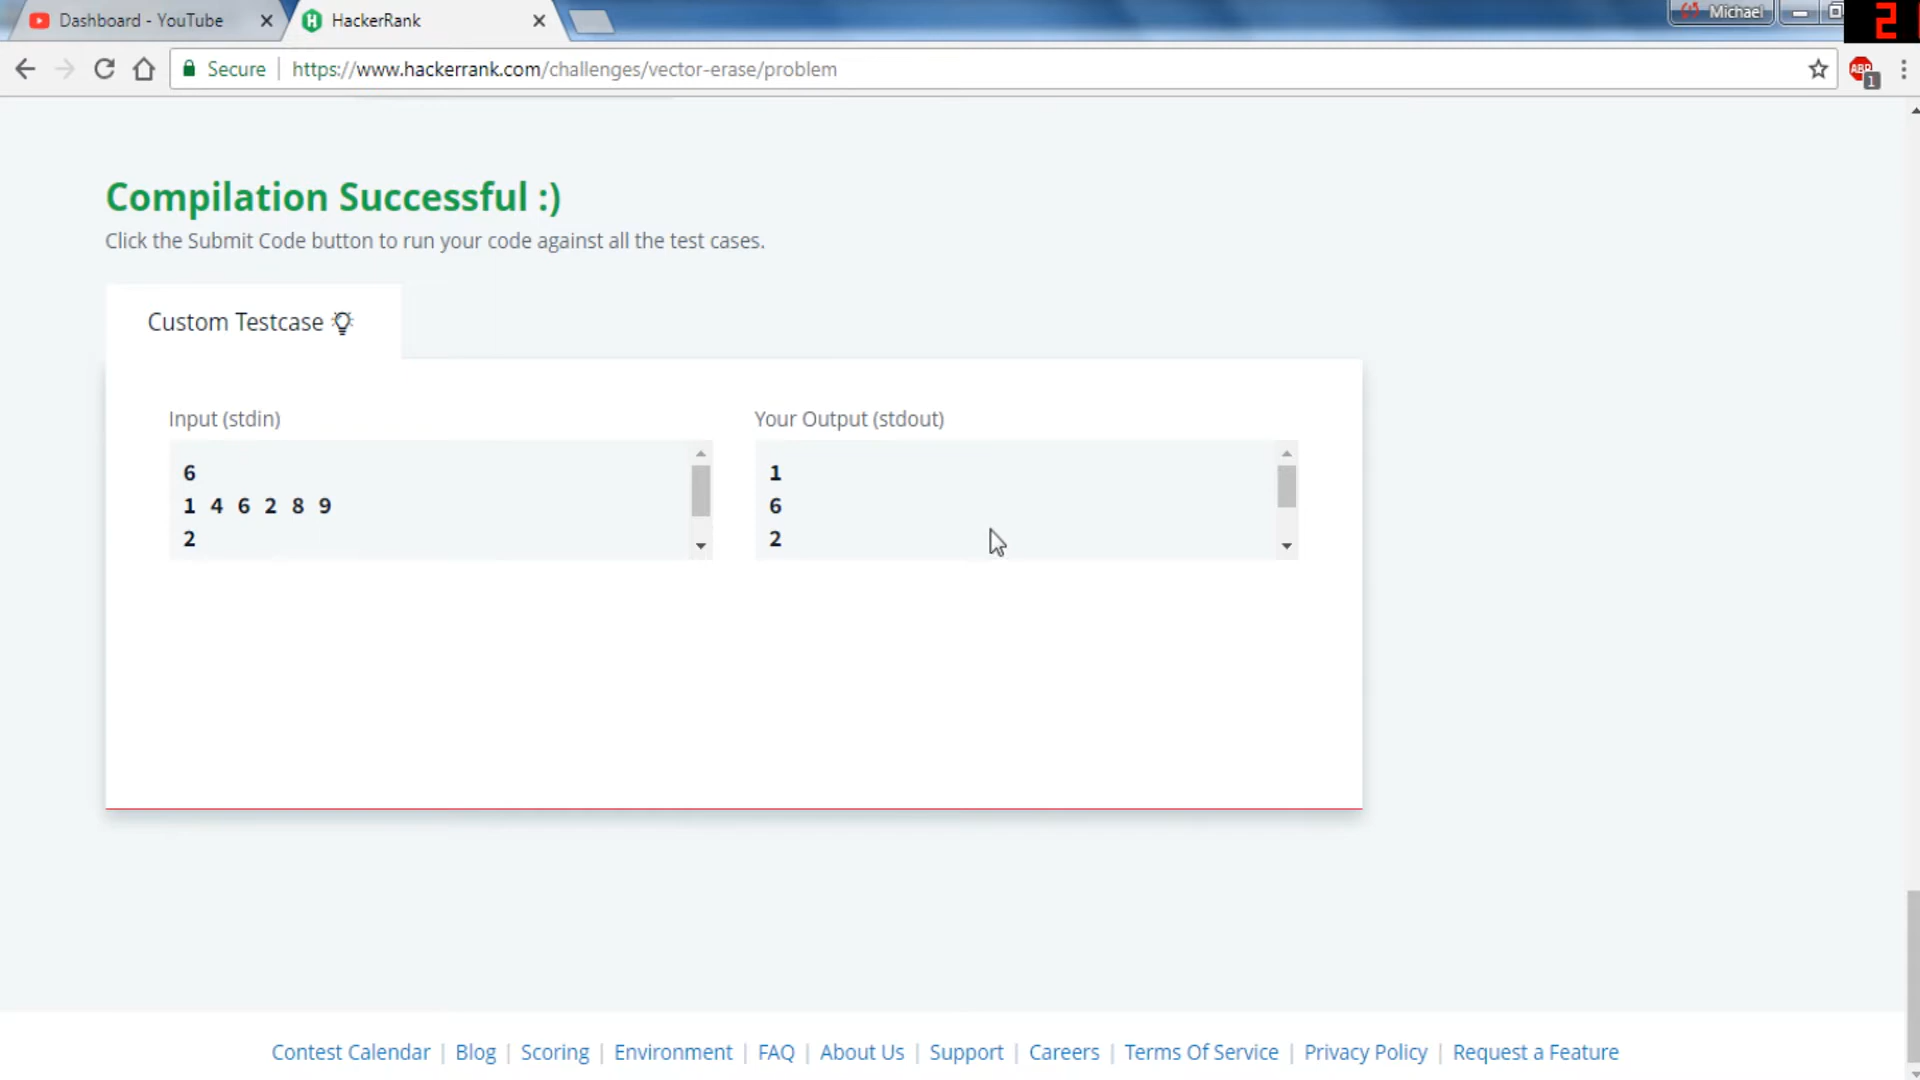 Dashboard - YouTube
HackerRank
Michael
2
Secure
https://www.hackerrank.com/challenges/vector-erase/problem
ABP
1
Compilation Successful :)
Click the Submit Code button to run your code against all the test cases.
Custom Testcase
Input (stdin)
Your Output (stdout)
6
1 4 6 2 8 9
2
1
6
2
Contest Calendar | Blog | Scoring | Environment | FAQ | About Us | Support | Careers | Terms Of Service | Privacy Policy | Request a Feature